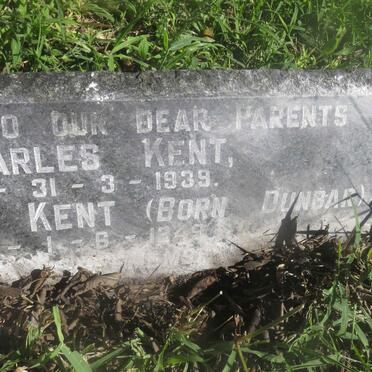 O OUR DEAR PARENTS
ARLES KENT,
- 31 - 3 - 1939.
KENT (BORN DUNBAR)
- 1 - 6 -